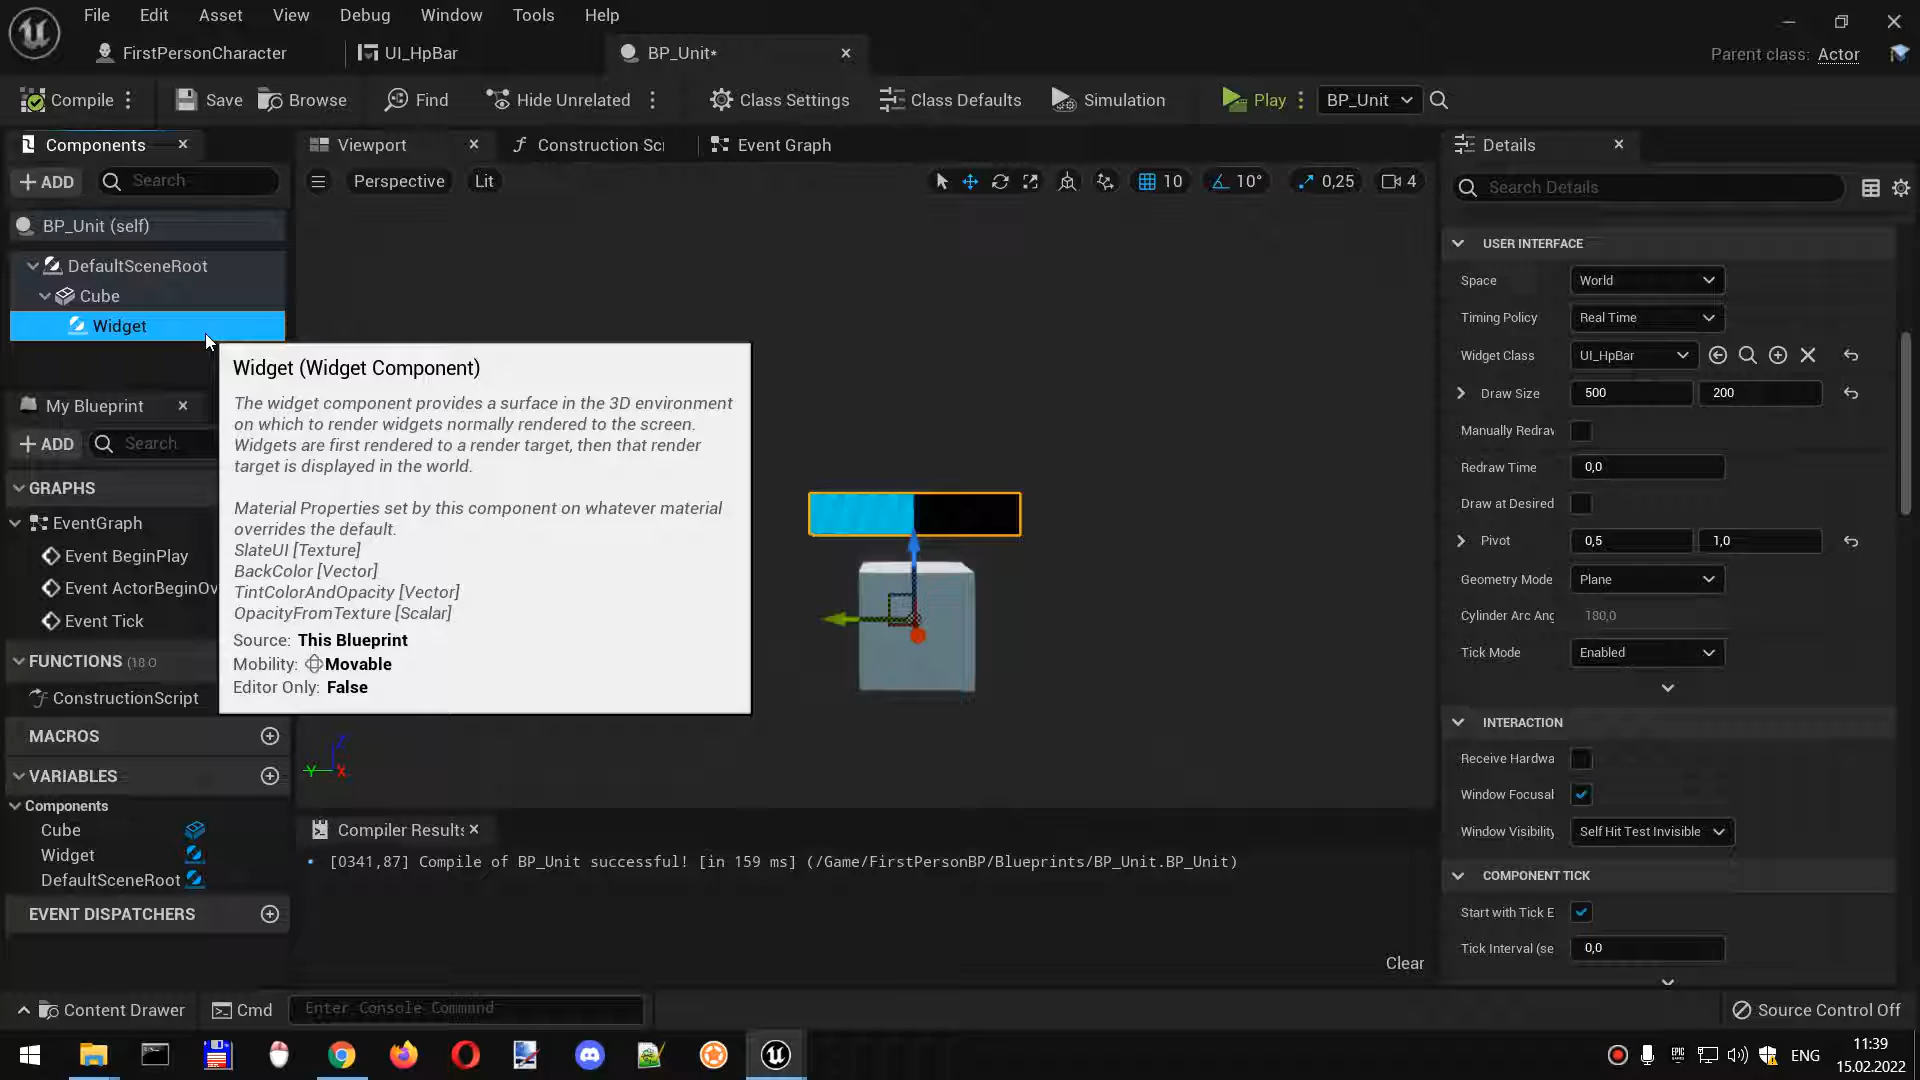 File Edit Asset View Debug Window Tools Help
FirstPersonCharacter UI_HpBar BP_Unit* Parent class: Actor
Compile Save Browse Find Hide Unrelated Class Settings Class Defaults Simulation Play BP_Unit
Components Viewport Construction Scr Event Graph Details
ADD Search Perspective Lit 10 10° 0,25 4 Search Details
BP_Unit (self)
DefaultSceneRoot
Cube
Widget
Widget (Widget Component)
The widget component provides a surface in the 3D environment
on which to render widgets normally rendered to the screen.
Widgets are first rendered to a render target, then that render
target is displayed in the world.
Material Properties set by this component on whatever material
overrides the default.
SlateUI [Texture]
BackColor [Vector]
TintColorAndOpacity [Vector]
OpacityFromTexture [Scalar]
Source: This Blueprint
Mobility: Movable
Editor Only: False
My Blueprint
ADD Search
GRAPHS
EventGraph
Event BeginPlay
Event ActorBeginOv
Event Tick
FUNCTIONS (18 O
ConstructionScript
MACROS
VARIABLES
Components
Cube
Widget
DefaultSceneRoot
EVENT DISPATCHERS
Z
Y X
Compiler Results
[0341,87] Compile of BP_Unit successful! [in 159 ms] (/Game/FirstPersonBP/Blueprints/BP_Unit.BP_Unit)
Clear
USER INTERFACE
Space World
Timing Policy Real Time
Widget Class UI_HpBar
Draw Size 500 200
Manually Redraw
Redraw Time 0,0
Draw at Desired
Pivot 0,5 1,0
Geometry Mode Plane
Cylinder Arc Ang 180,0
Tick Mode Enabled
INTERACTION
Receive Hardwa
Window Focusal
Window Visibility Self Hit Test Invisible
COMPONENT TICK
Start with Tick E
Tick Interval (se 0,0
Content Drawer Cmd Enter Console Command Source Control Off
EPIC ENG 11:39
15.02.2022